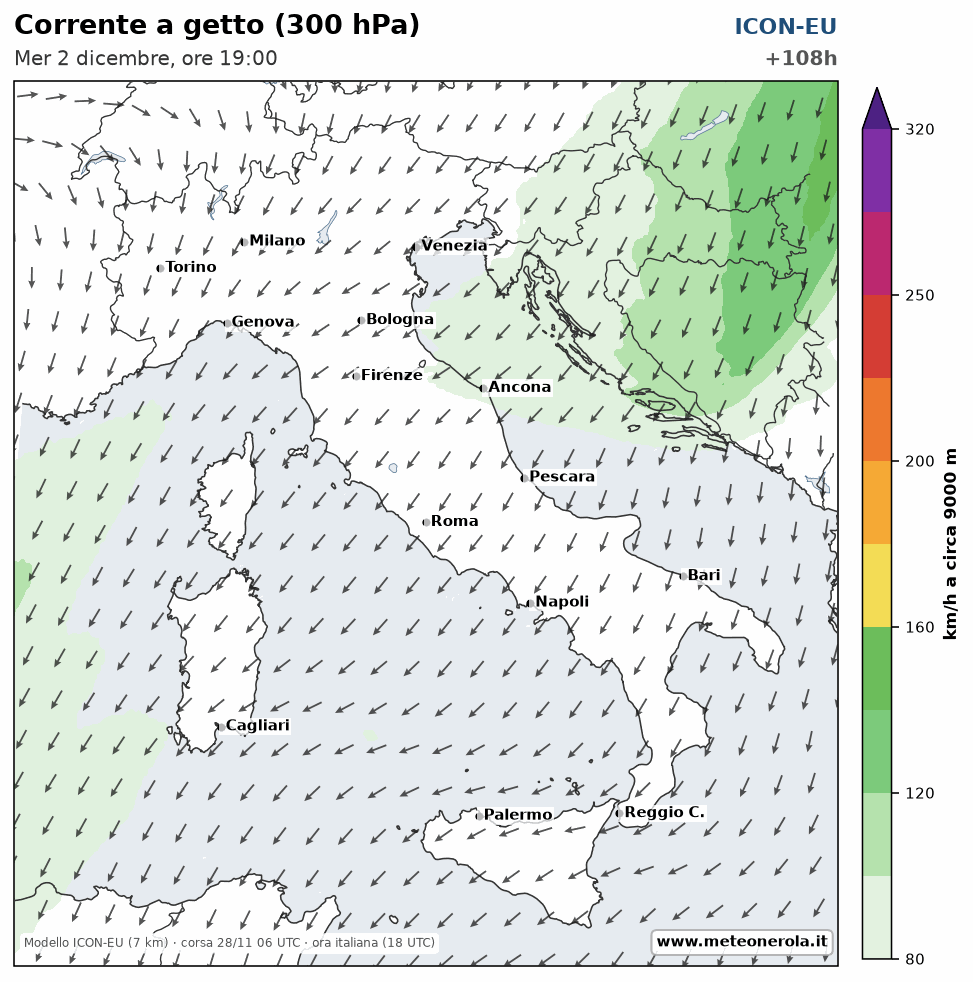 Corrente a getto (300 hPa)
ICON-EU
Mer 2 dicembre, ore 19:00
+108h
Milano
Venezia
Torino
Genova
Bologna
Firenze
Ancona
Pescara
Roma
Bari
Napoli
Cagliari
Palermo
Reggio C.
Modello ICON-EU (7 km) · corsa 28/11 06 UTC · ora italiana (18 UTC)
www.meteonerola.it
320
250
200
160
120
80
km/h a circa 9000 m